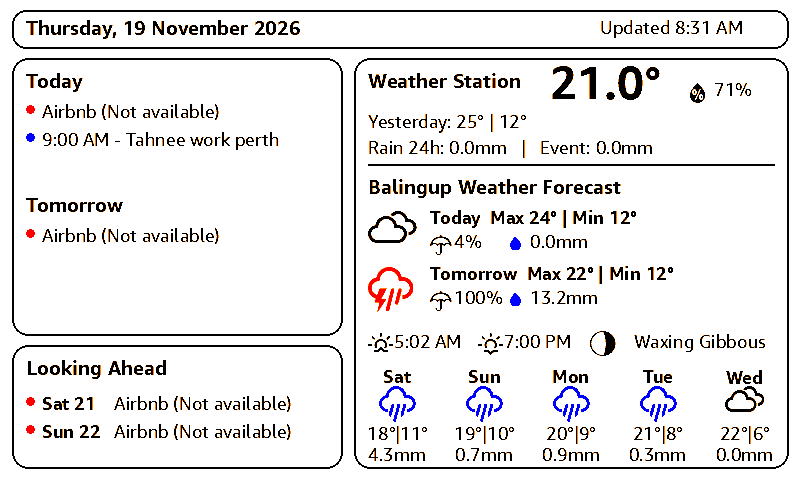 Thursday, 19 November 2026
Updated 8:31 AM
Today
Airbnb (Not available)
9:00 AM - Tahnee work perth
Tomorrow
Airbnb (Not available)
Looking Ahead
Sat 21 Airbnb (Not available)
Sun 22 Airbnb (Not available)
Weather Station 21.0° % 71%
Yesterday: 25° | 12°
Rain 24h: 0.0mm | Event: 0.0mm
Balingup Weather Forecast
Today Max 24° | Min 12°
4% 0.0mm
Tomorrow Max 22° | Min 12°
100% 13.2mm
5:02 AM 7:00 PM Waxing Gibbous
Sat Sun Mon Tue Wed
18°|11° 19°|10° 20°|9° 21°|8° 22°|6°
4.3mm 0.7mm 0.9mm 0.3mm 0.0mm